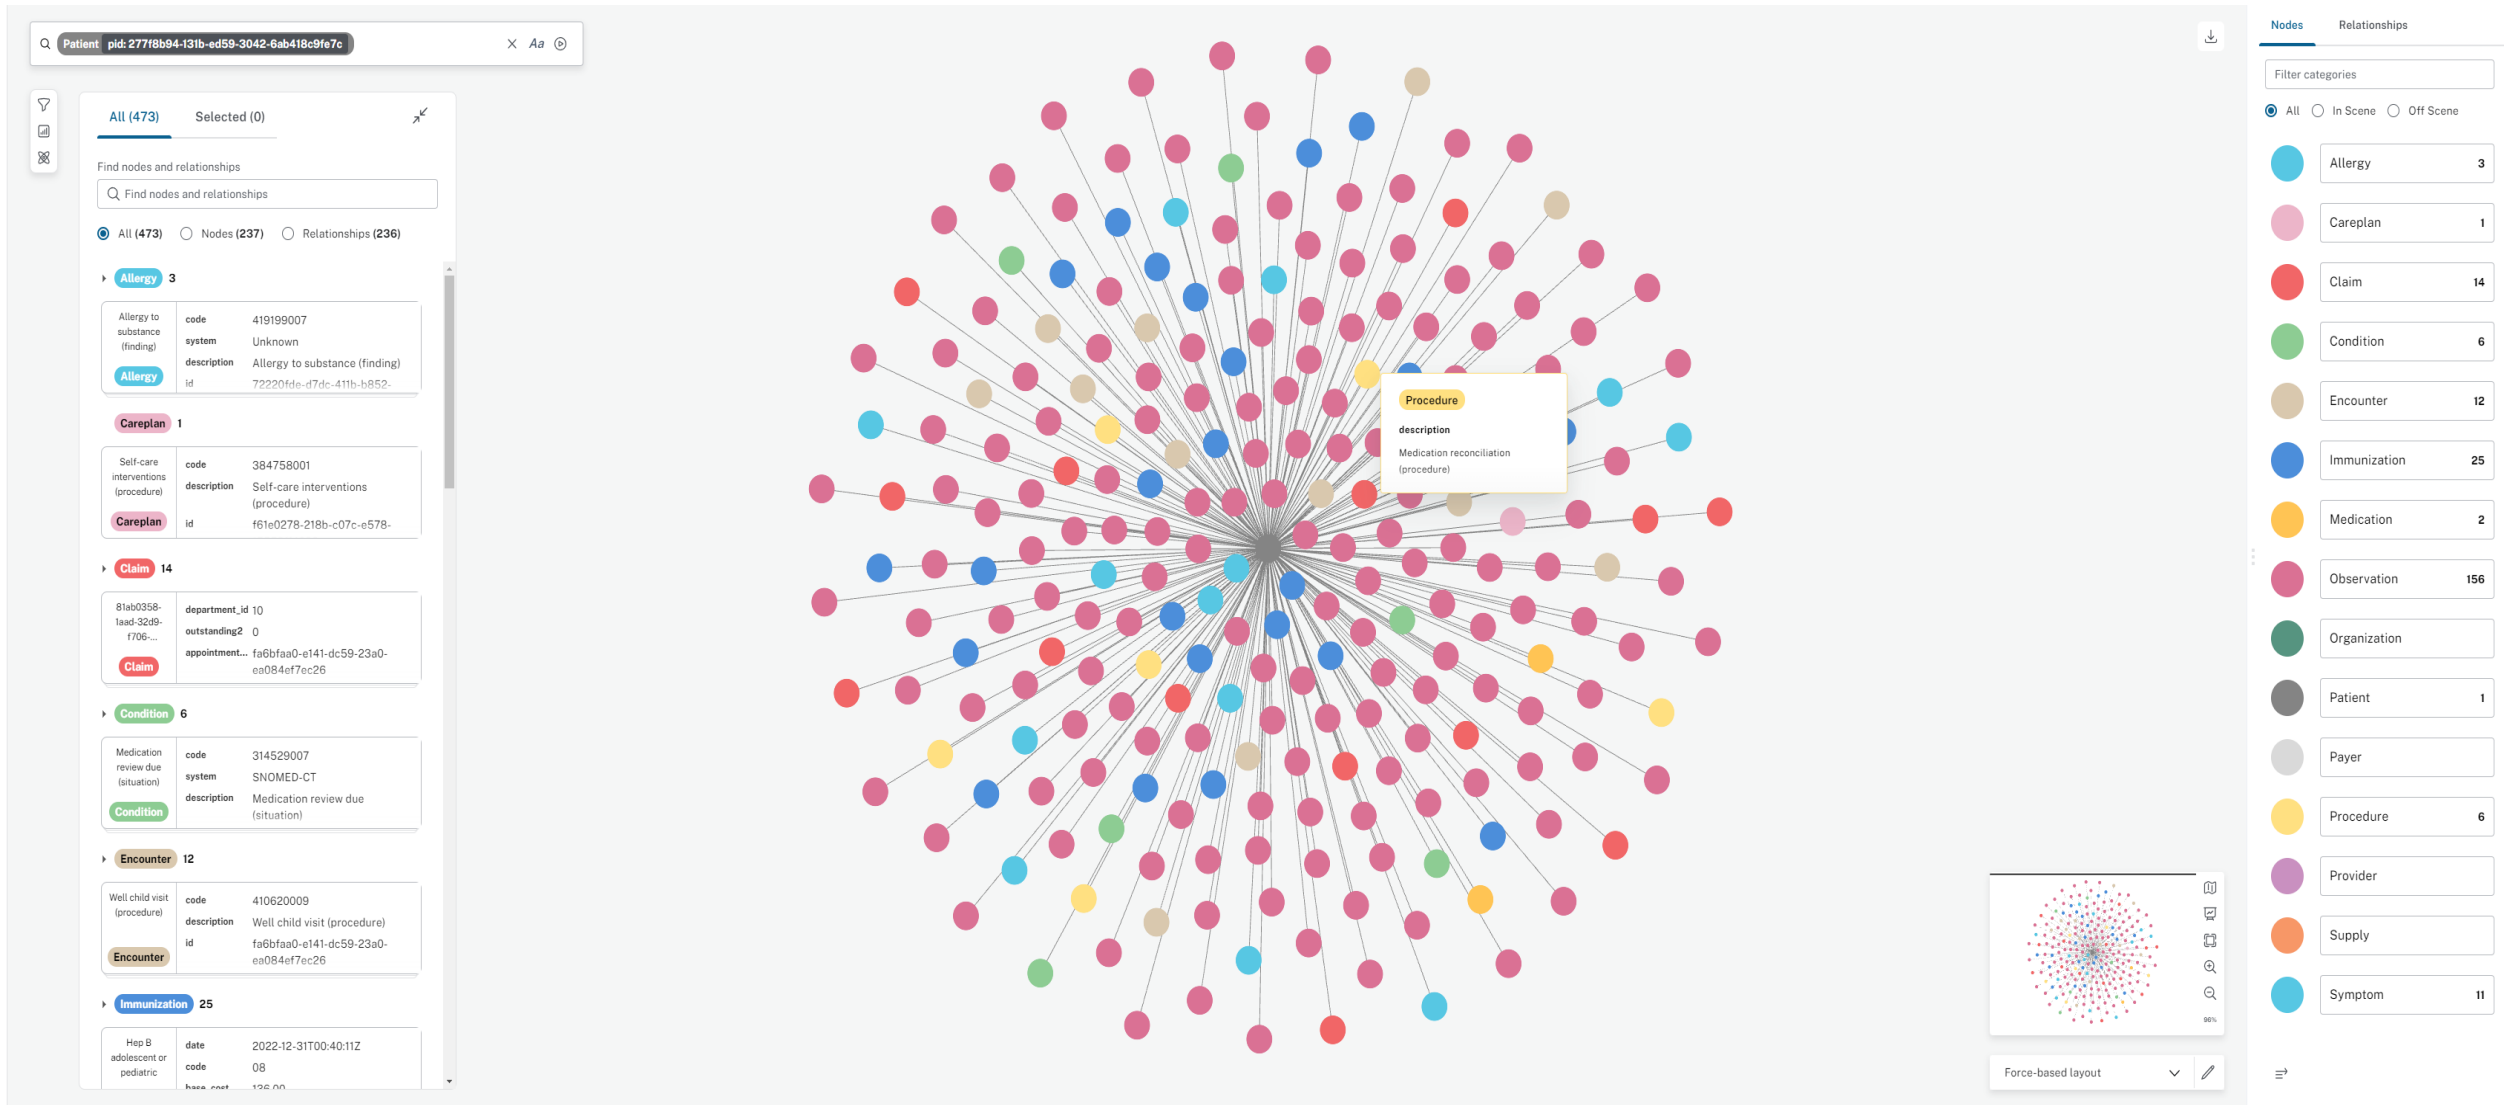 Patient pid: 277f8b94-131b-ed59-3042-6ab418c9fe7c
Aa
All (473) Selected (0)
Find nodes and relationships
Find nodes and relationships
All (473) Nodes (237) Relationships (236)
Allergy 3
Allergy to
substance
(finding)
Allergy
code 419199007
system Unknown
description Allergy to substance (finding)
id 72220fde-d7dc-411b-b852-
Careplan 1
Self-care
interventions
(procedure)
Careplan
code 384758001
description Self-care interventions
(procedure)
id f61e0278-218b-c07c-e578-
Claim 14
81ab0358-
1aad-32d9-
f706-...
Claim
department_id 10
outstanding2 0
appointment... fa6bfaa0-e141-dc59-23a0-
ea084ef7ec26
Condition 6
Medication
review due
(situation)
Condition
code 314529007
system SNOMED-CT
description Medication review due
(situation)
Encounter 12
Well child visit
(procedure)
Encounter
code 410620009
description Well child visit (procedure)
id fa6bfaa0-e141-dc59-23a0-
ea084ef7ec26
Immunization 25
Hep B
adolescent or
pediatric
date 2022-12-31T00:40:11Z
code 08
base_cost 136.00
Procedure
description
Medication reconciliation
(procedure)
96%
Force-based layout
Nodes Relationships
Filter categories
All In Scene Off Scene
Allergy 3
Careplan 1
Claim 14
Condition 6
Encounter 12
Immunization 25
Medication 2
Observation 156
Organization
Patient 1
Payer
Procedure 6
Provider
Supply
Symptom 11